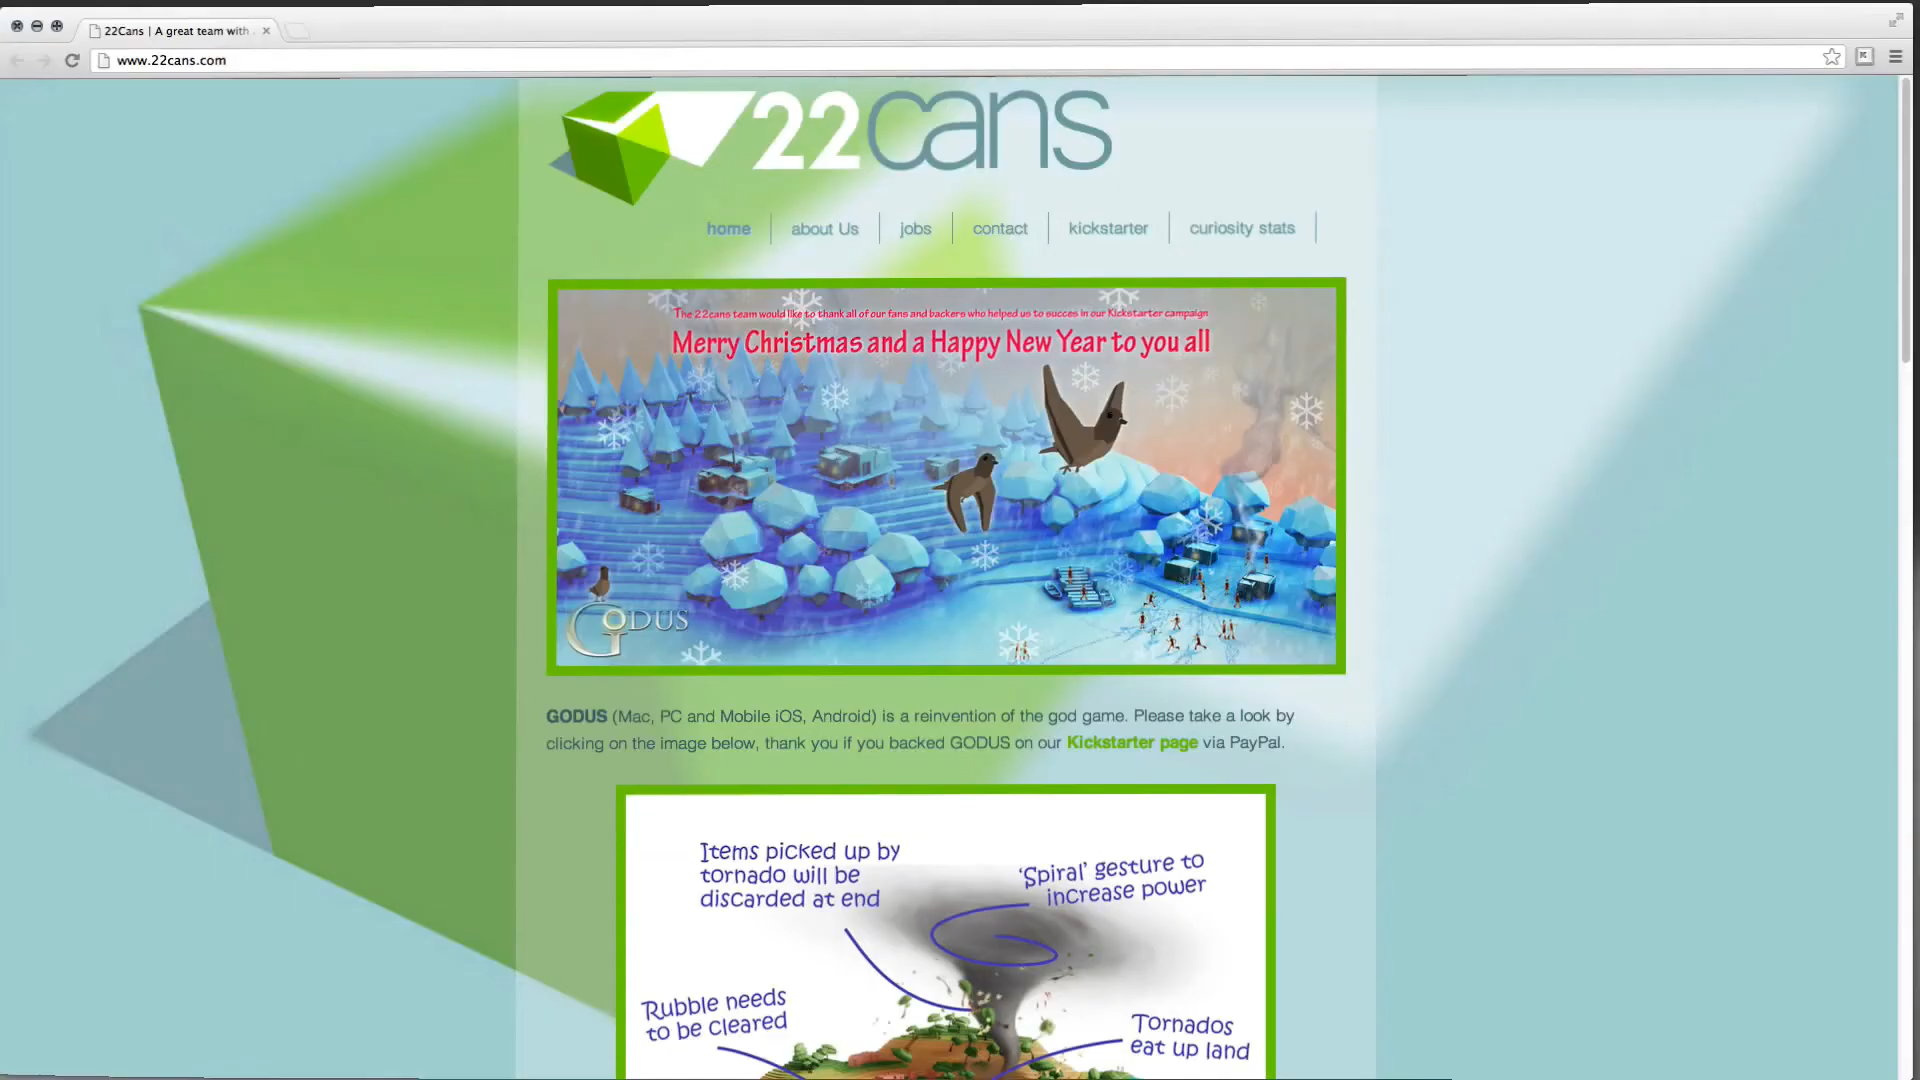 22Cans | A great team with
www.22cans.com
22cans
home
about Us
jobs
contact
kickstarter
curiosity stats
The 22cans team would like to thank all of our fans and backers who helped us to succes in our Kickstarter campaign
Merry Christmas and a Happy New Year to you all
GODUS
GODUS (Mac, PC and Mobile iOS, Android) is a reinvention of the god game. Please take a look by
clicking on the image below, thank you if you backed GODUS on our Kickstarter page via PayPal.
Items picked up by
tornado will be
discarded at end
'Spiral' gesture to
increase power
Rubble needs
to be cleared
Tornados
eat up land